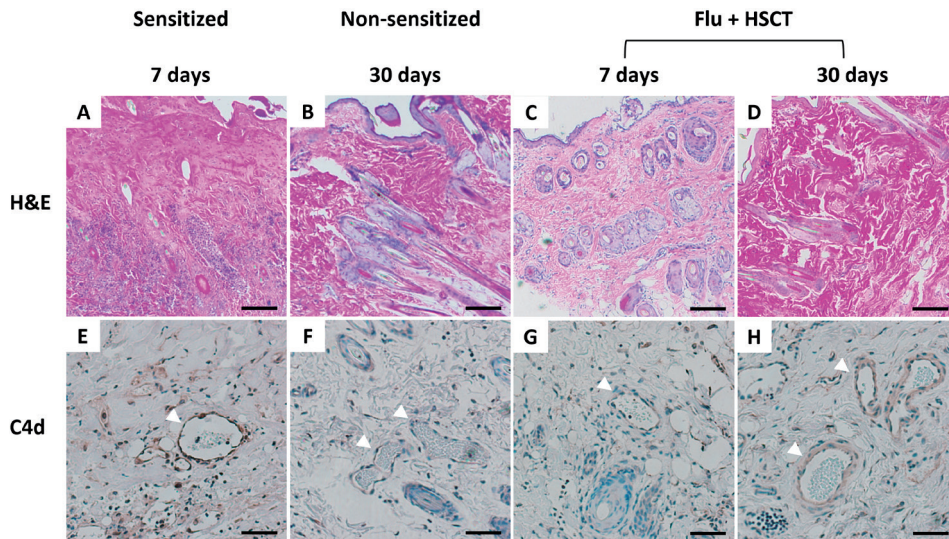 Sensitized Non-sensitized Flu + HSCT
7 days 30 days 7 days 30 days
A B C D
H&E
E F G H
C4d